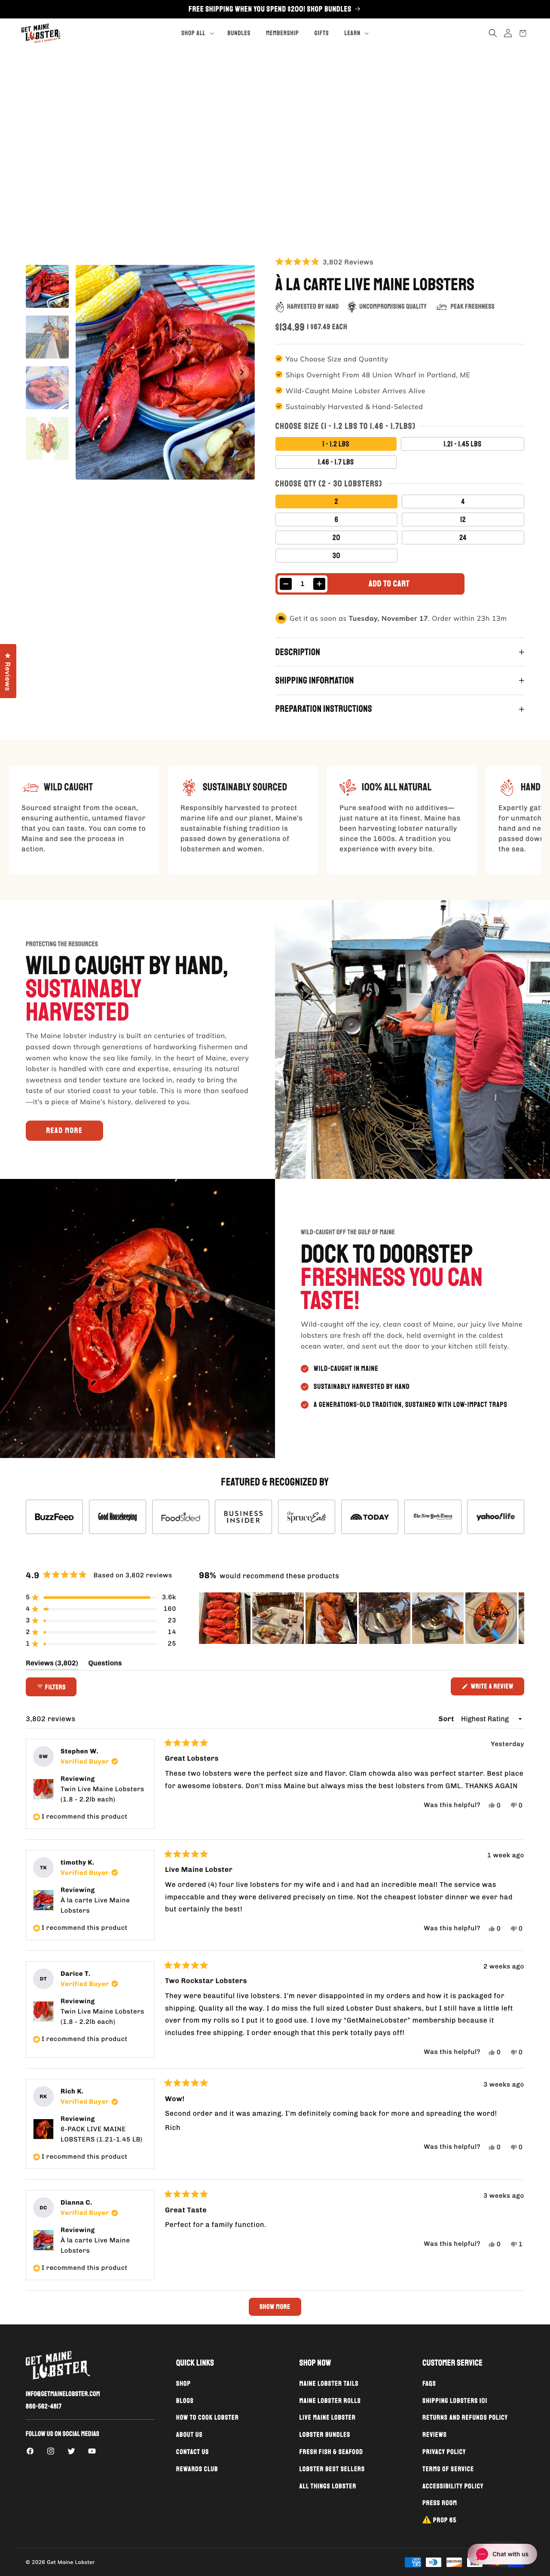 FREE SHIPPING WHEN YOU SPEND $200! SHOP BUNDLES →
GET MAINE LOBSTER
SHOP ALL
BUNDLES
MEMBERSHIP
GIFTS
LEARN
3,802 Reviews
À LA CARTE LIVE MAINE LOBSTERS
HARVESTED BY HAND
UNCOMPROMISING QUALITY
PEAK FRESHNESS
$134.99 | $67.49 EACH
You Choose Size and Quantity
Ships Overnight From 48 Union Wharf in Portland, ME
Wild-Caught Maine Lobster Arrives Alive
Sustainably Harvested & Hand-Selected
CHOOSE SIZE (1 - 1.2 LBS TO 1.46 - 1.7LBS)
1 - 1.2 LBS
1.21 - 1.45 LBS
1.46 - 1.7 LBS
CHOOSE QTY (2 - 30 LOBSTERS)
2
4
6
12
20
24
30
1
ADD TO CART
Get it as soon as Tuesday, November 17. Order within 23h 13m
Reviews
DESCRIPTION
SHIPPING INFORMATION
PREPARATION INSTRUCTIONS
WILD CAUGHT
Sourced straight from the ocean,
ensuring authentic, untamed flavor
that you can taste. You can come to
Maine and see the process in
action.
SUSTAINABLY SOURCED
Responsibly harvested to protect
marine life and our planet, Maine's
sustainable fishing tradition is
passed down by generations of
lobstermen and women.
100% ALL NATURAL
Pure seafood with no additives—
just nature at its finest. Maine has
been harvesting lobster naturally
since the 1600s. A tradition you
experience with every bite.
HAND
Expertly gat
for unmatch
hand and ne
passed down
the sea.
PROTECTING THE RESOURCES
WILD CAUGHT BY HAND,
SUSTAINABLY
HARVESTED
The Maine lobster industry is built on centuries of tradition,
passed down through generations of hardworking fishermen and
women who know the sea like family. In the heart of Maine, every
lobster is handled with care and expertise, ensuring its natural
sweetness and tender texture are locked in, ready to bring the
taste of our storied coast to your table. This is more than seafood
—it's a piece of Maine's history, delivered to you.
READ MORE
WILD-CAUGHT OFF THE GULF OF MAINE
DOCK TO DOORSTEP
FRESHNESS YOU CAN
TASTE!
Wild-caught off the icy, clean coast of Maine, our juicy live Maine
lobsters are fresh off the dock, held overnight in the coldest
ocean water, and sent out the door to your kitchen still feisty.
WILD-CAUGHT IN MAINE
SUSTAINABLY HARVESTED BY HAND
A GENERATIONS-OLD TRADITION, SUSTAINED WITH LOW-IMPACT TRAPS
FEATURED & RECOGNIZED BY
BuzzFeed
Good Housekeeping
FoodSided
BUSINESS INSIDER
the spruce Eats
TODAY
The New York Times
yahoo!life
4.9 Based on 3,802 reviews
5 3.6k
4 160
3 23
2 14
1 25
98% would recommend these products
Reviews (3,802)
Questions
FILTERS
WRITE A REVIEW
3,802 reviews
Sort Highest Rating
SW
Stephen W.
Verified Buyer
Reviewing
Twin Live Maine Lobsters
(1.8 - 2.2lb each)
I recommend this product
Yesterday
Great Lobsters
These two lobsters were the perfect size and flavor. Clam chowda also was perfect starter. Best place
for awesome lobsters. Don't miss Maine but always miss the best lobsters from GML. THANKS AGAIN
Was this helpful? 0 0
TK
timothy K.
Verified Buyer
Reviewing
À la carte Live Maine
Lobsters
I recommend this product
1 week ago
Live Maine Lobster
We ordered (4) four live lobsters for my wife and i and had an incredible meal! The service was
impeccable and they were delivered precisely on time. Not the cheapest lobster dinner we ever had
but certainly the best!
Was this helpful? 0 0
DT
Darice T.
Verified Buyer
Reviewing
Twin Live Maine Lobsters
(1.8 - 2.2lb each)
I recommend this product
2 weeks ago
Two Rockstar Lobsters
They were beautiful live lobsters. I'm never disappointed in my orders and how it is packaged for
shipping. Quality all the way. I do miss the full sized Lobster Dust shakers, but I still have a little left
over from my rolls so I put it to good use. I love my "GetMaineLobster" membership because it
includes free shipping. I order enough that this perk totally pays off!
Was this helpful? 0 0
RK
Rich K.
Verified Buyer
Reviewing
6-PACK LIVE MAINE
LOBSTERS (1.21-1.45 LB)
I recommend this product
3 weeks ago
Wow!
Second order and it was amazing. I'm definitely coming back for more and spreading the word!
Rich
Was this helpful? 0 0
DC
Dianna C.
Verified Buyer
Reviewing
À la carte Live Maine
Lobsters
I recommend this product
3 weeks ago
Great Taste
Perfect for a family function.
Was this helpful? 0 1
SHOW MORE
GET MAINE LOBSTER
INFO@GETMAINELOBSTER.COM
866-562-4817
FOLLOW US ON SOCIAL MEDIAS
QUICK LINKS
SHOP
BLOGS
HOW TO COOK LOBSTER
ABOUT US
CONTACT US
REWARDS CLUB
SHOP NOW
MAINE LOBSTER TAILS
MAINE LOBSTER ROLLS
LIVE MAINE LOBSTER
LOBSTER BUNDLES
FRESH FISH & SEAFOOD
LOBSTER BEST SELLERS
ALL THINGS LOBSTER
CUSTOMER SERVICE
FAQS
SHIPPING LOBSTERS 101
RETURNS AND REFUNDS POLICY
REVIEWS
PRIVACY POLICY
TERMS OF SERVICE
ACCESSIBILITY POLICY
PRESS ROOM
PROP 65
© 2026 Get Maine Lobster
Chat with us